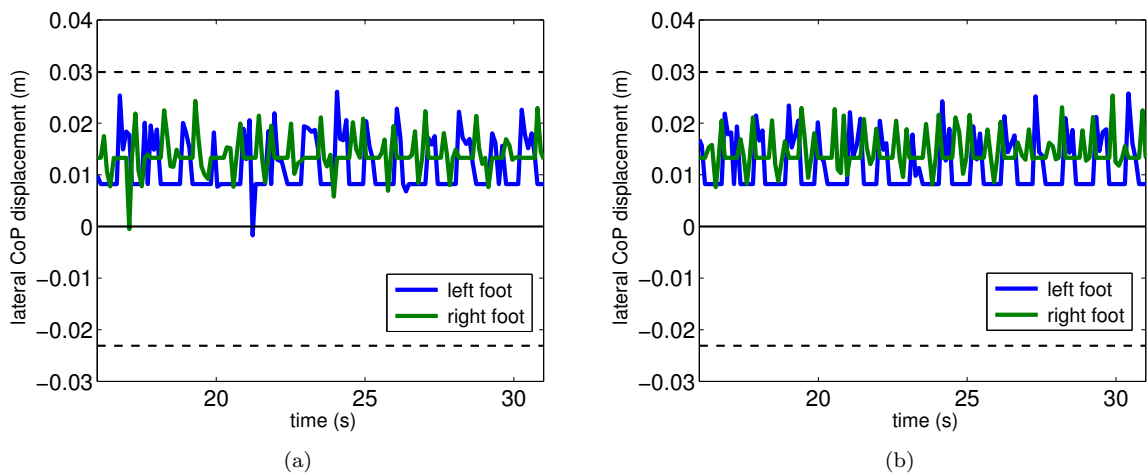 0.04
0.03
0.02
0.01
0
−0.01
−0.02
−0.03
lateral CoP displacement (m)
20
25
30
time (s)
left foot
right foot
(a)
0.04
0.03
0.02
0.01
0
−0.01
−0.02
−0.03
lateral CoP displacement (m)
20
25
30
time (s)
left foot
right foot
(b)